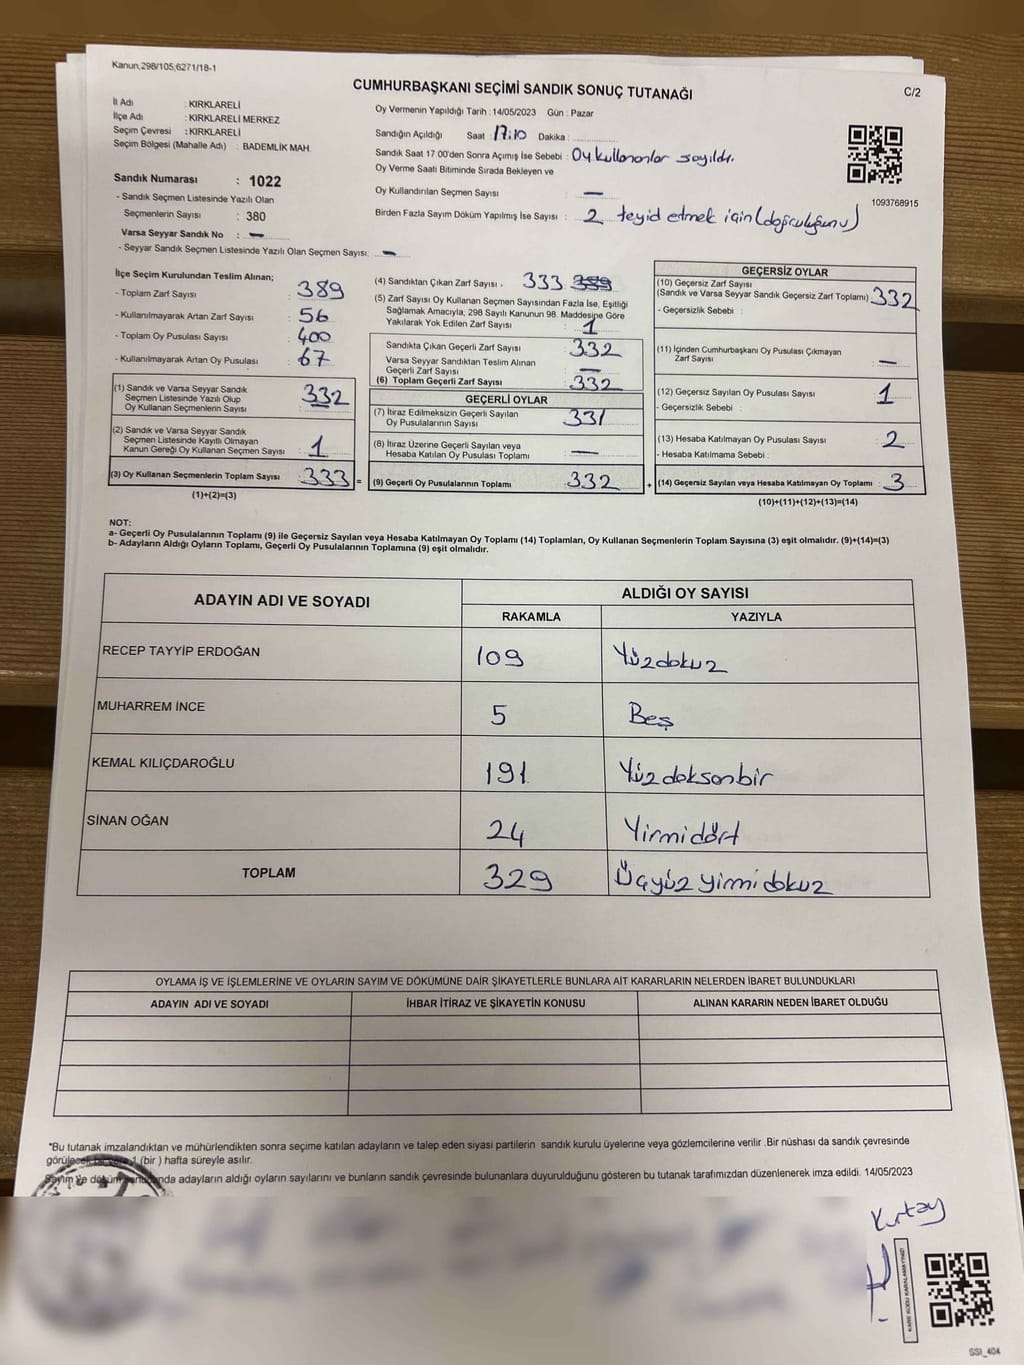 Kanun,298/105,6271/18-1
CUMHURBAŞKANI SEÇİMİ SANDIK SONUÇ TUTANAĞI
C/2
İl Adı : KIRKLARELİ
İlçe Adı : KIRKLARELİ MERKEZ
Seçim Çevresi : KIRKLARELİ
Seçim Bölgesi (Mahalle Adı) : BADEMLİK MAH.
Oy Vermenin Yapıldığı Tarih :14/05/2023 Gün : Pazar
Sandığın Açıldığı Saat : 17:10 Dakika :
Sandık Saat 17.00'den Sonra Açımış İse Sebebi : Oy kullananlar sayıldı.
Oy Verme Saati Bitiminde Sırada Bekleyen ve
Oy Kullandırılan Seçmen Sayısı : —
Birden Fazla Sayım Döküm Yapılmış İse Sayısı : 2 teyid etmek için (doğruluğunu)
1093768915
Sandık Numarası : 1022
- Sandık Seçmen Listesinde Yazılı Olan
Seçmenlerin Sayısı : 380
Varsa Seyyar Sandık No : —
- Seyyar Sandık Seçmen Listesinde Yazılı Olan Seçmen Sayısı: —
İlçe Seçim Kurulundan Teslim Alınan;
- Toplam Zarf Sayısı : 389
- Kullanılmayarak Artan Zarf Sayısı : 56
- Toplam Oy Pusulası Sayısı : 400
- Kullanılmayarak Artan Oy Pusulası : 67
(1) Sandık ve Varsa Seyyar Sandık
Seçmen Listesinde Yazılı Olup
Oy Kullanan Seçmenlerin Sayısı : 332
(2) Sandık ve Varsa Seyyar Sandık
Seçmen Listesinde Kayıtlı Olmayan
Kanun Gereği Oy Kullanan Seçmen Sayısı : 1
(3) Oy Kullanan Seçmenlerin Toplam Sayısı : 333
(1)+(2)=(3)
(4) Sandıktan Çıkan Zarf Sayısı : 333 389
(5) Zarf Sayısı Oy Kullanan Seçmen Sayısından Fazla İse, Eşitliği
Sağlamak Amacıyla, 298 Sayılı Kanunun 98. Maddesine Göre
Yakılarak Yok Edilen Zarf Sayısı : 1
Sandıkta Çıkan Geçerli Zarf Sayısı : 332
Varsa Seyyar Sandıktan Teslim Alınan
Geçerli Zarf Sayısı : —
(6) Toplam Geçerli Zarf Sayısı : 332
GEÇERLİ OYLAR
(7) İtiraz Edilmeksizin Geçerli Sayılan
Oy Pusulalarının Sayısı : 331
(8) İtiraz Üzerine Geçerli Sayılan veya
Hesaba Katılan Oy Pusulası Toplamı : —
= (9) Geçerli Oy Pusulalarının Toplamı : 332
GEÇERSİZ OYLAR
(10) Geçersiz Zarf Sayısı
(Sandık ve Varsa Seyyar Sandık Geçersiz Zarf Toplamı) : 332
- Geçersizlik Sebebi :
(11) İçinden Cumhurbaşkanı Oy Pusulası Çıkmayan
Zarf Sayısı : —
(12) Geçersiz Sayılan Oy Pusulası Sayısı : 1
- Geçersizlik Sebebi :
(13) Hesaba Katılmayan Oy Pusulası Sayısı : 2
- Hesaba Katılmama Sebebi :
+ (14) Geçersiz Sayılan veya Hesaba Katılmayan Oy Toplamı : 3
(10)+(11)+(12)+(13)=(14)
NOT:
a- Geçerli Oy Pusulalarının Toplamı (9) ile Geçersiz Sayılan veya Hesaba Katılmayan Oy Toplamı (14) Toplamları, Oy Kullanan Seçmenlerin Toplam Sayısına (3) eşit olmalıdır. (9)+(14)=(3)
b- Adayların Aldığı Oyların Toplamı, Geçerli Oy Pusulalarının Toplamına (9) eşit olmalıdır.
ADAYIN ADI VE SOYADI
ALDIĞI OY SAYISI
RAKAMLA YAZIYLA
RECEP TAYYİP ERDOĞAN 109 Yüzdokuz
MUHARREM İNCE 5 Beş
KEMAL KILIÇDAROĞLU 191 Yüzdoksanbir
SİNAN OĞAN 24 Yirmidört
TOPLAM 329 Üçyüzyirmidokuz
OYLAMA İŞ VE İŞLEMLERİNE VE OYLARIN SAYIM VE DÖKÜMÜNE DAİR ŞİKAYETLERLE BUNLARA AİT KARARLARIN NELERDEN İBARET BULUNDUKLARI
ADAYIN ADI VE SOYADI İHBAR İTİRAZ VE ŞİKAYETİN KONUSU ALINAN KARARIN NEDEN İBARET OLDUĞU
*Bu tutanak imzalandıktan ve mühürlendikten sonra seçime katılan adayların ve talep eden siyasi partilerin sandık kurulu üyelerine veya gözlemcilerine verilir .Bir nüshası da sandık çevresinde
görülecek bir yere 1 (bir ) hafta süreyle asılır.
Sayım ve döküm sonucunda adayların aldığı oyların sayılarını ve bunların sandık çevresinde bulunanlara duyurulduğunu gösteren bu tutanak tarafımızdan düzenlenerek imza edildi. 14/05/2023
KARE KODU KARALAMAYINIZ!
SSI_404